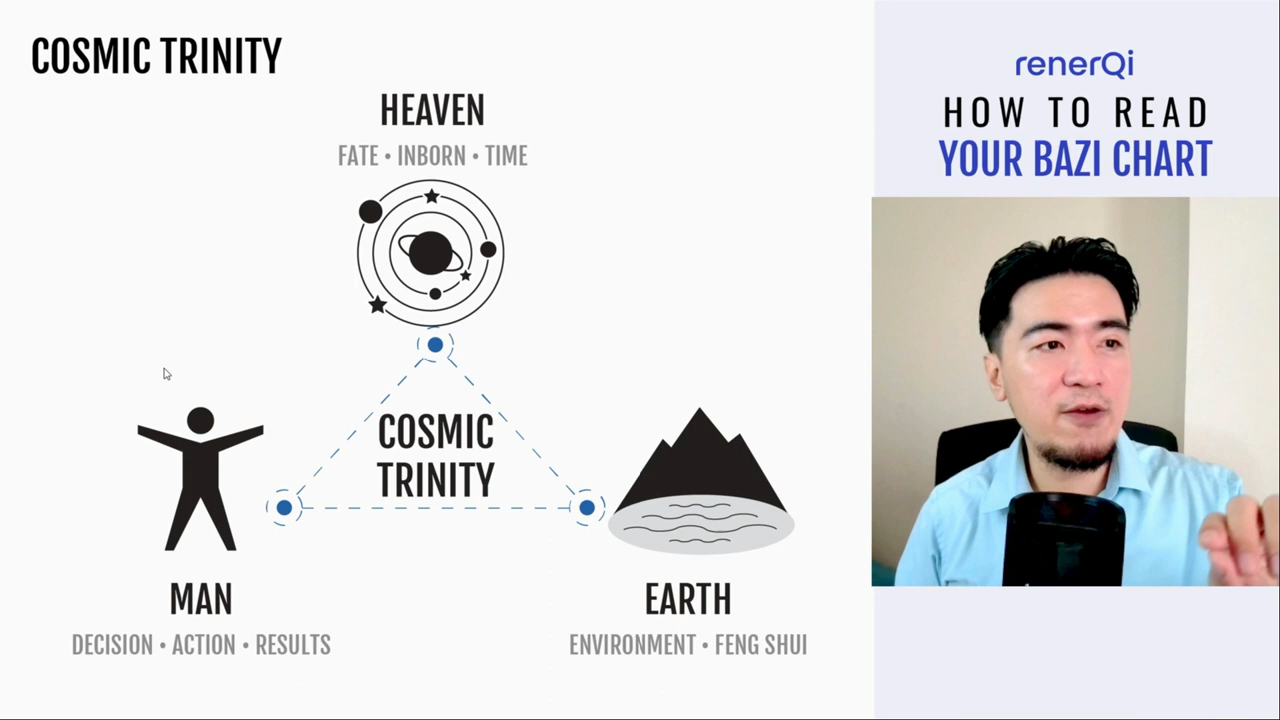 COSMIC TRINITY
HEAVEN
FATE • INBORN • TIME
COSMIC
TRINITY
MAN
DECISION • ACTION • RESULTS
EARTH
ENVIRONMENT • FENG SHUI
renerQi
HOW TO READ
YOUR BAZI CHART